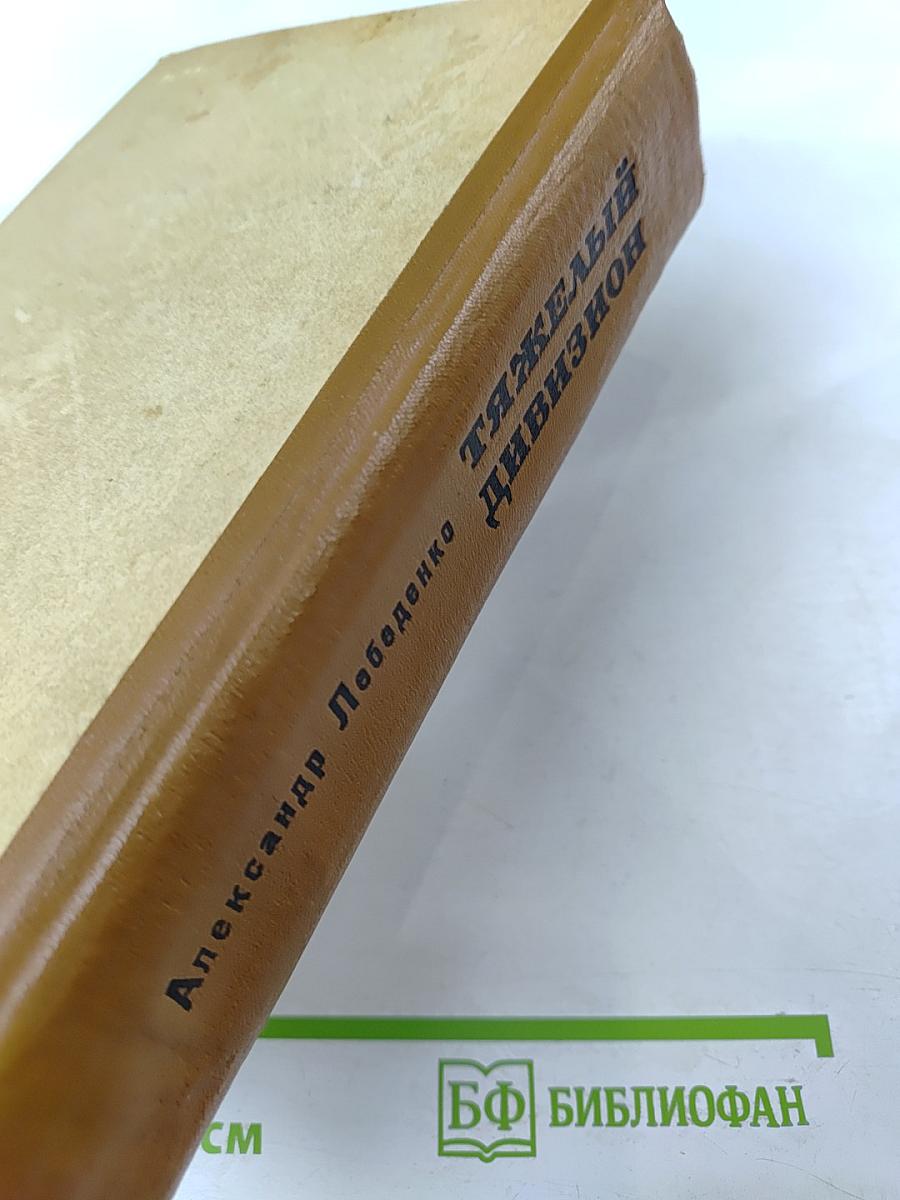 Александр Лебеденко
ТЯЖЕЛЫЙ
ДИВИЗИОН
СМ
БФ БИБЛИОФАН